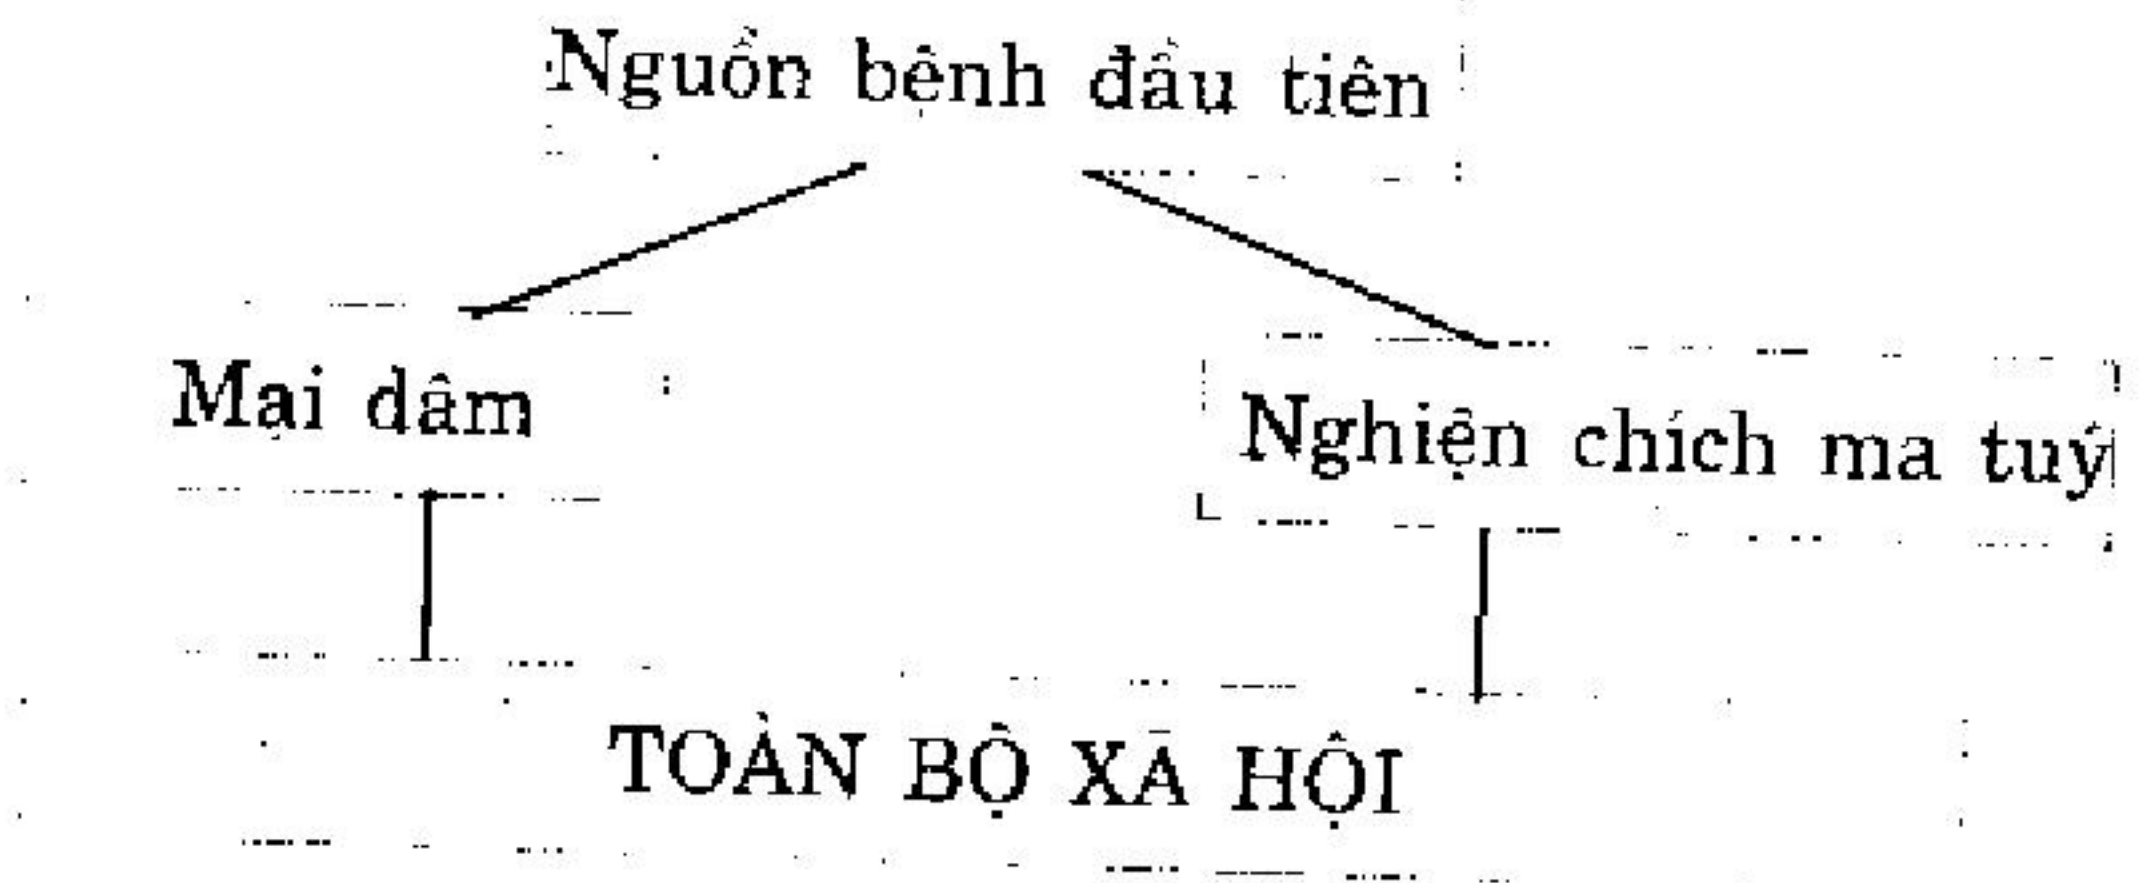 Nguồn bệnh đầu tiên
Mại dâm
Nghiện chích ma tuý
TOÀN BỘ XÃ HỘI